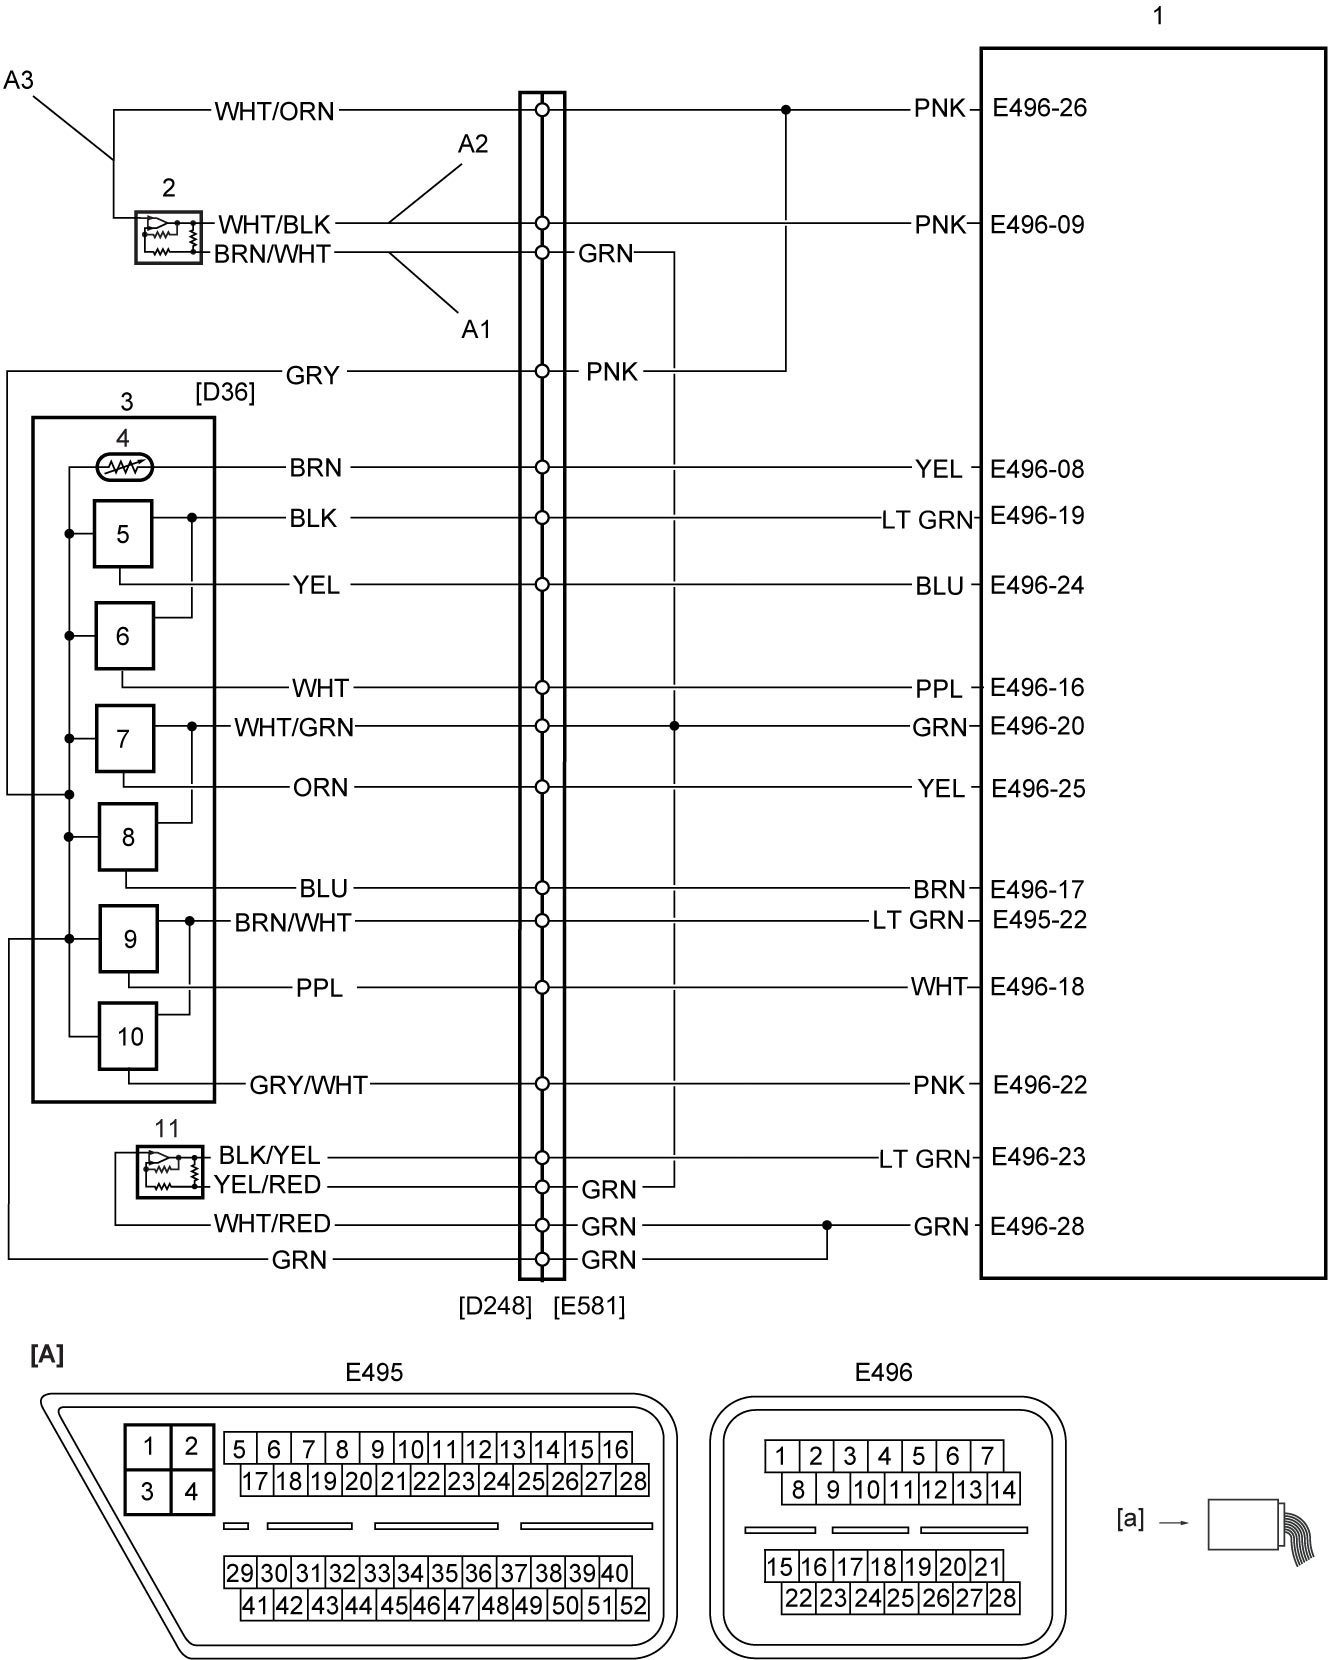 1
A3
WHT/ORN PNK E496-26
A2
2
WHT/BLK PNK E496-09
BRN/WHT GRN
A1
GRY PNK
[D36]
3
4
BRN YEL E496-08
BLK LT GRN E496-19
5
YEL BLU E496-24
6
WHT PPL E496-16
WHT/GRN GRN E496-20
7
ORN YEL E496-25
8
BLU BRN E496-17
BRN/WHT LT GRN E495-22
9
PPL WHT E496-18
10
GRY/WHT PNK E496-22
11
BLK/YEL LT GRN E496-23
YEL/RED GRN
WHT/RED GRN GRN E496-28
GRN GRN
[D248] [E581]
[A]
E495 E496
1 2 5 6 7 8 9 10 11 12 13 14 15 16
3 4 17 18 19 20 21 22 23 24 25 26 27 28
29 30 31 32 33 34 35 36 37 38 39 40
41 42 43 44 45 46 47 48 49 50 51 52
1 2 3 4 5 6 7
8 9 10 11 12 13 14
15 16 17 18 19 20 21
22 23 24 25 26 27 28
[a]